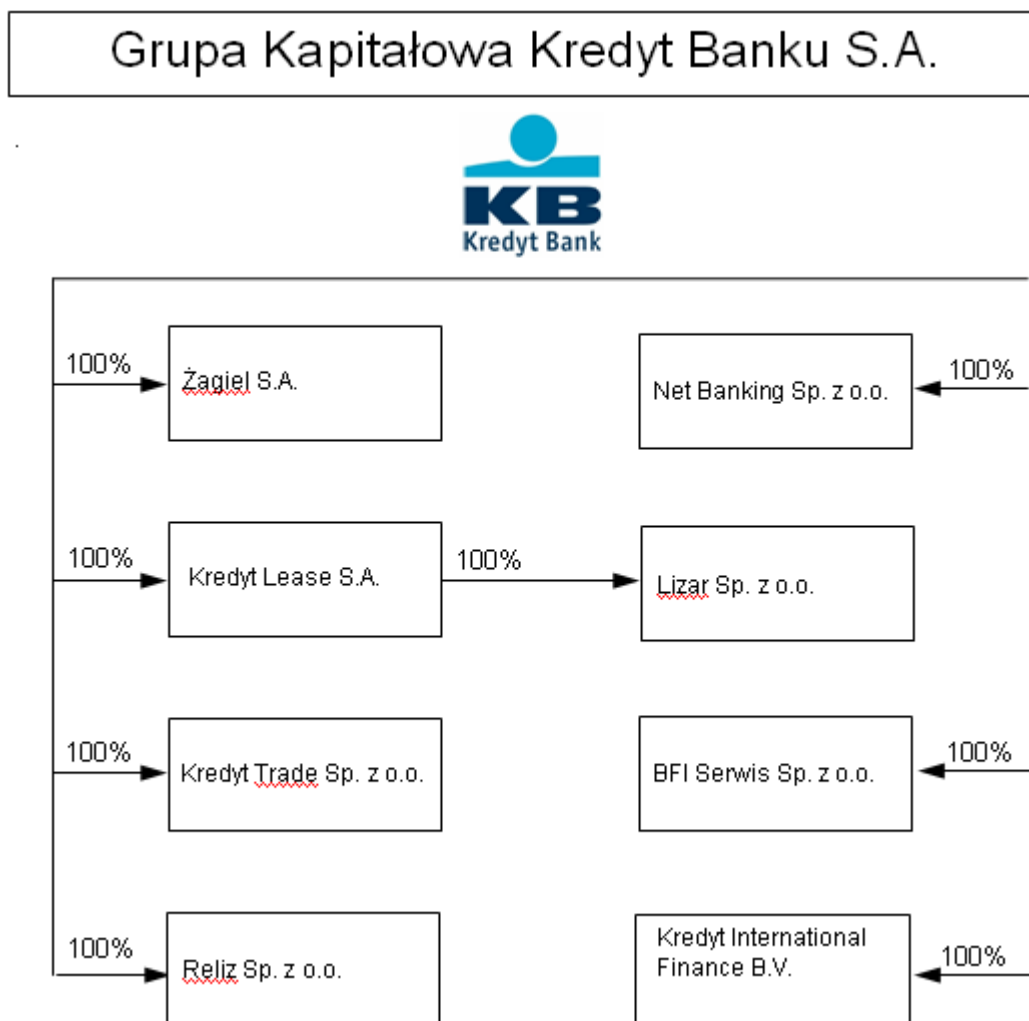 Grupa Kapitałowa Kredyt Banku S.A.
.
KB
Kredyt Bank
100%
Żagiel S.A.
Net Banking Sp. z o.o.
100%
100%
Kredyt Lease S.A.
100%
Lizar Sp. z o.o.
100%
Kredyt Trade Sp. z o.o.
BFI Serwis Sp. z o.o.
100%
100%
Reliz Sp. z o.o.
Kredyt International
Finance B.V.
100%